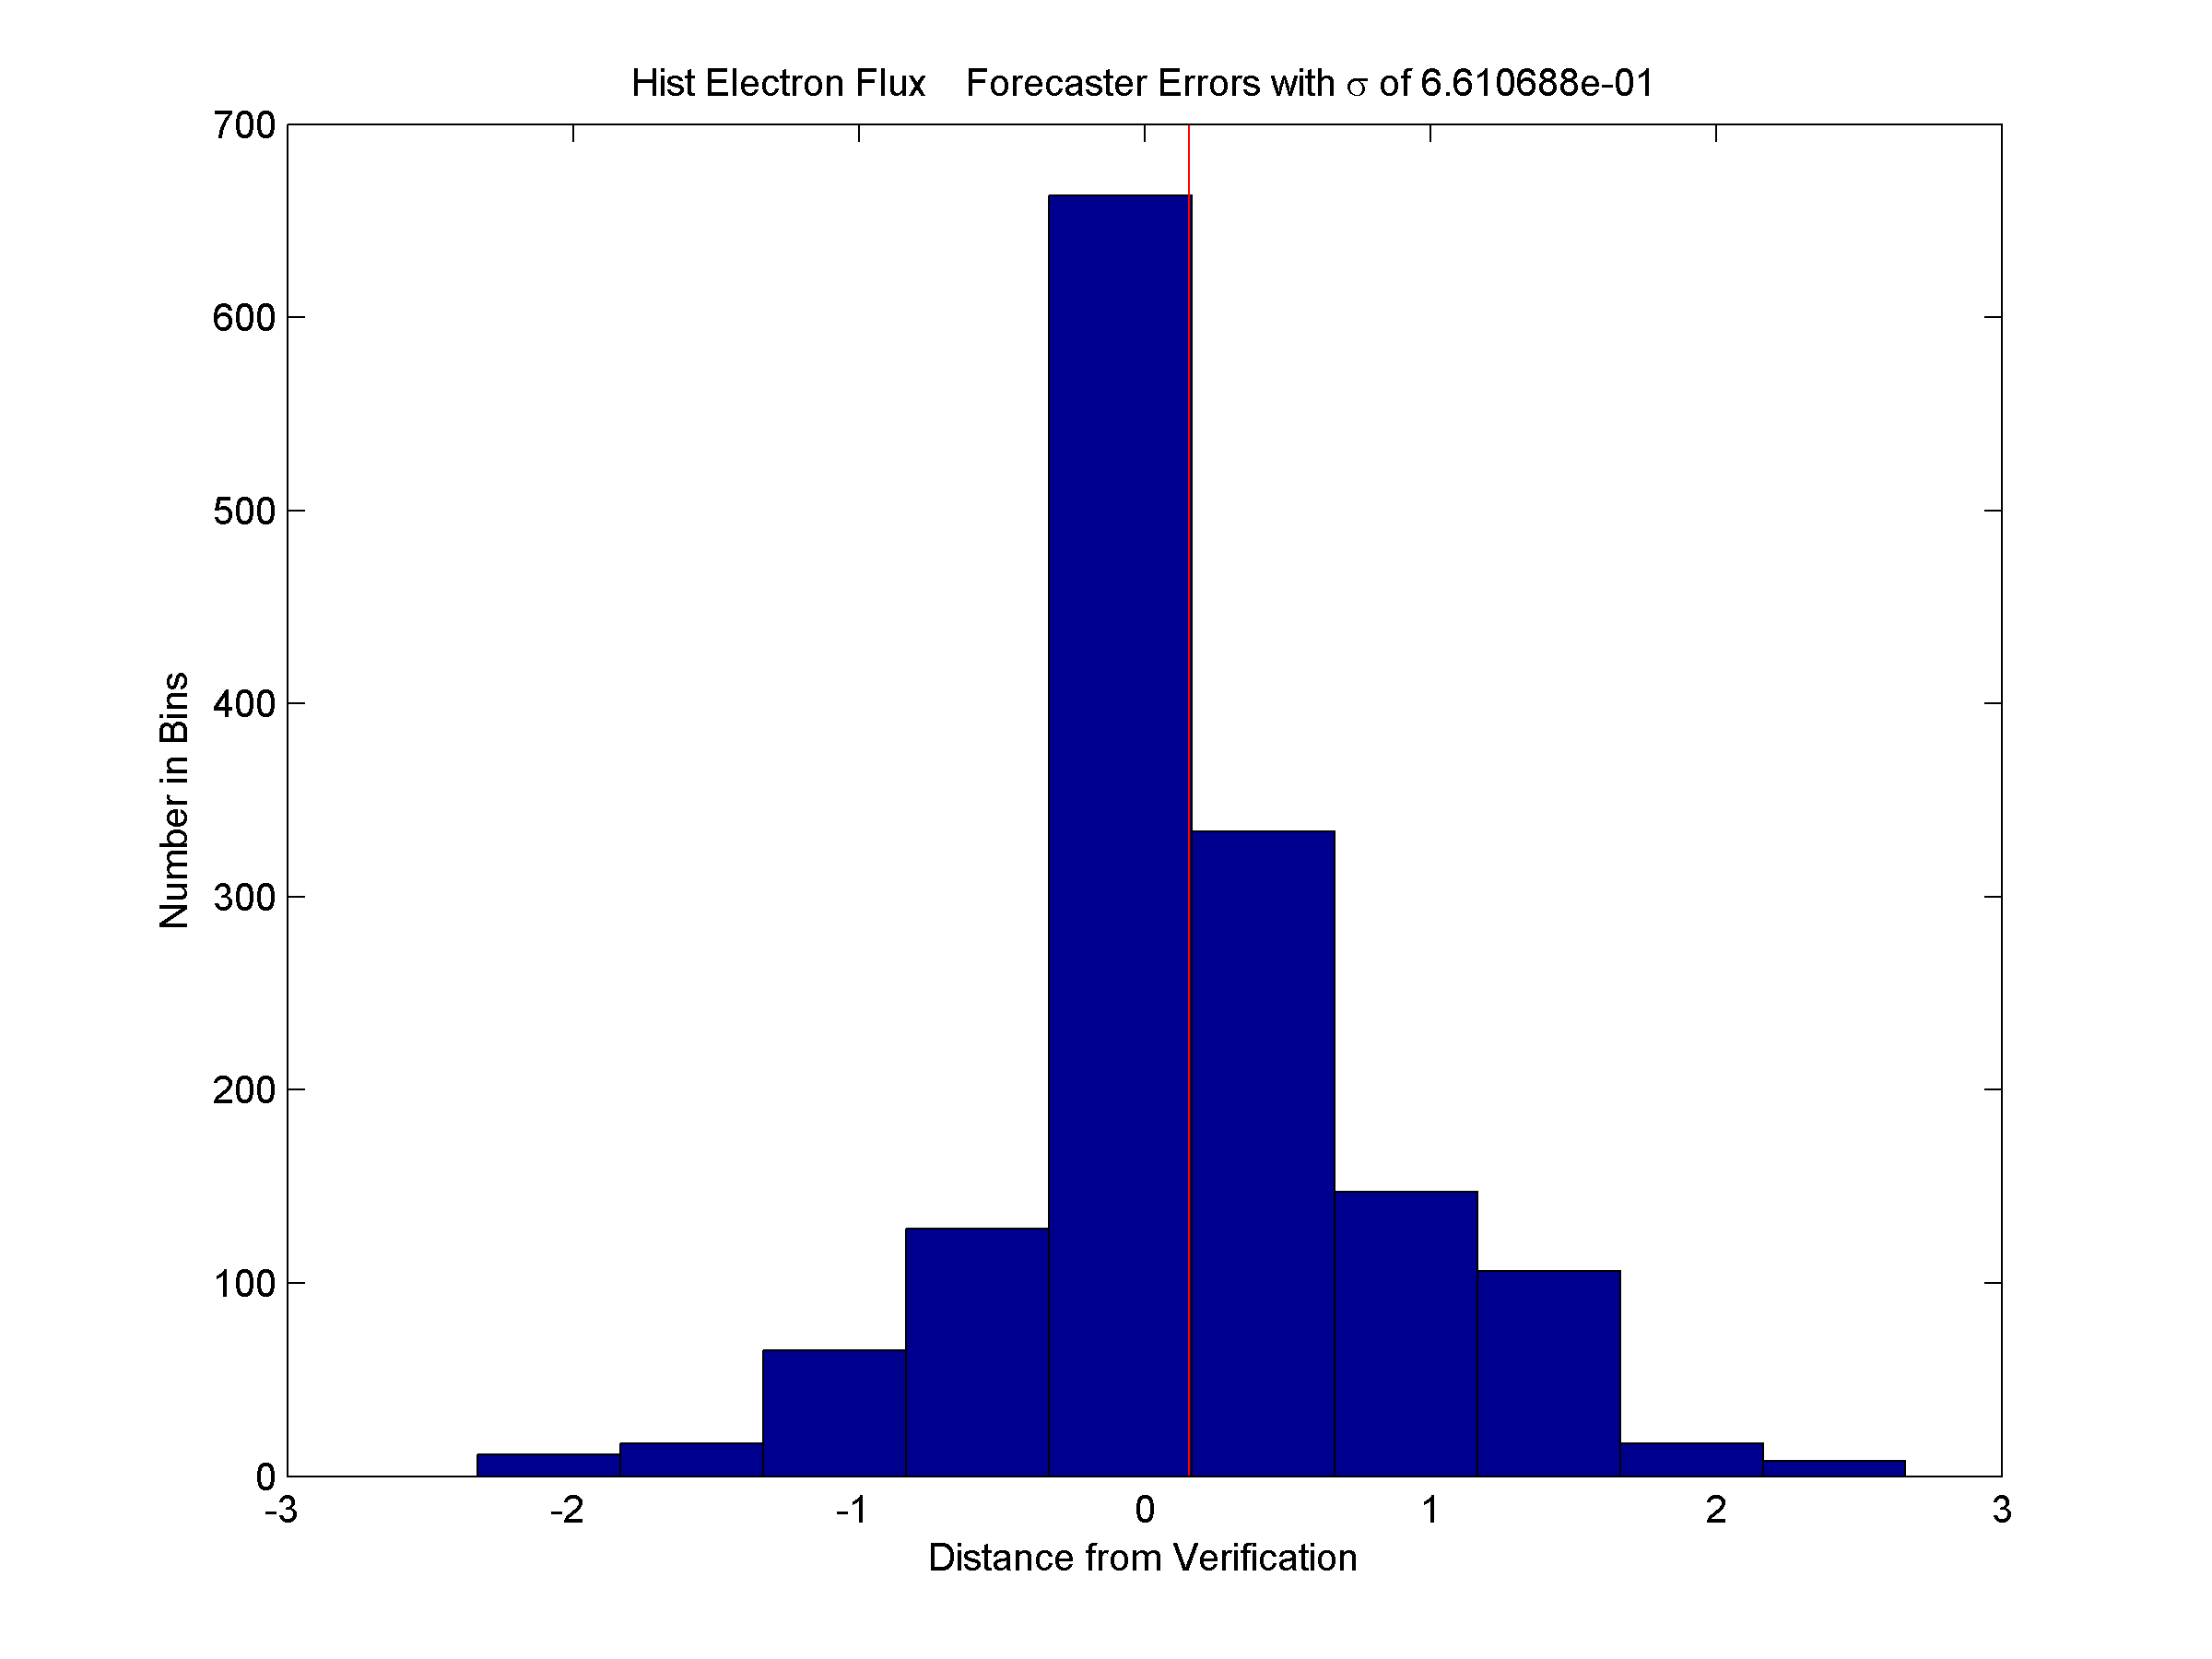 Hist Electron Flux    Forecaster Errors with σ of 6.610688e-01
700
600
500
400
300
200
100
0
Number in Bins
-3 -2 -1 0 1 2 3
Distance from Verification